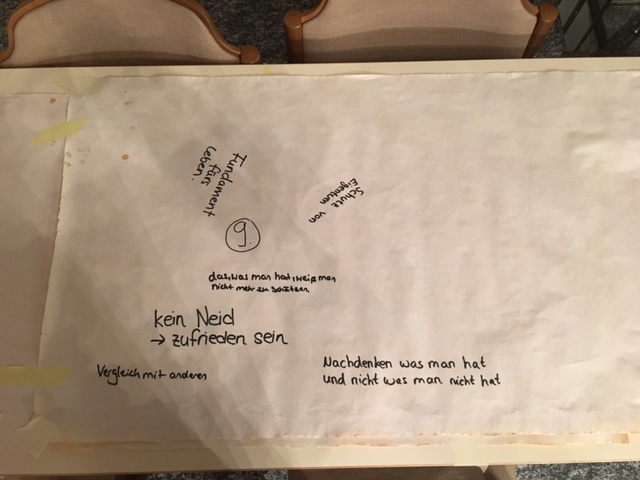 Fundament
fürs
Leben!
Schutz von
Eigentum
9.
das, was man hat, weiß man
nicht mehr zu schätzen.
kein Neid
→ zufrieden sein
Vergleich mit anderen
Nachdenken was man hat
und nicht was man nicht hat